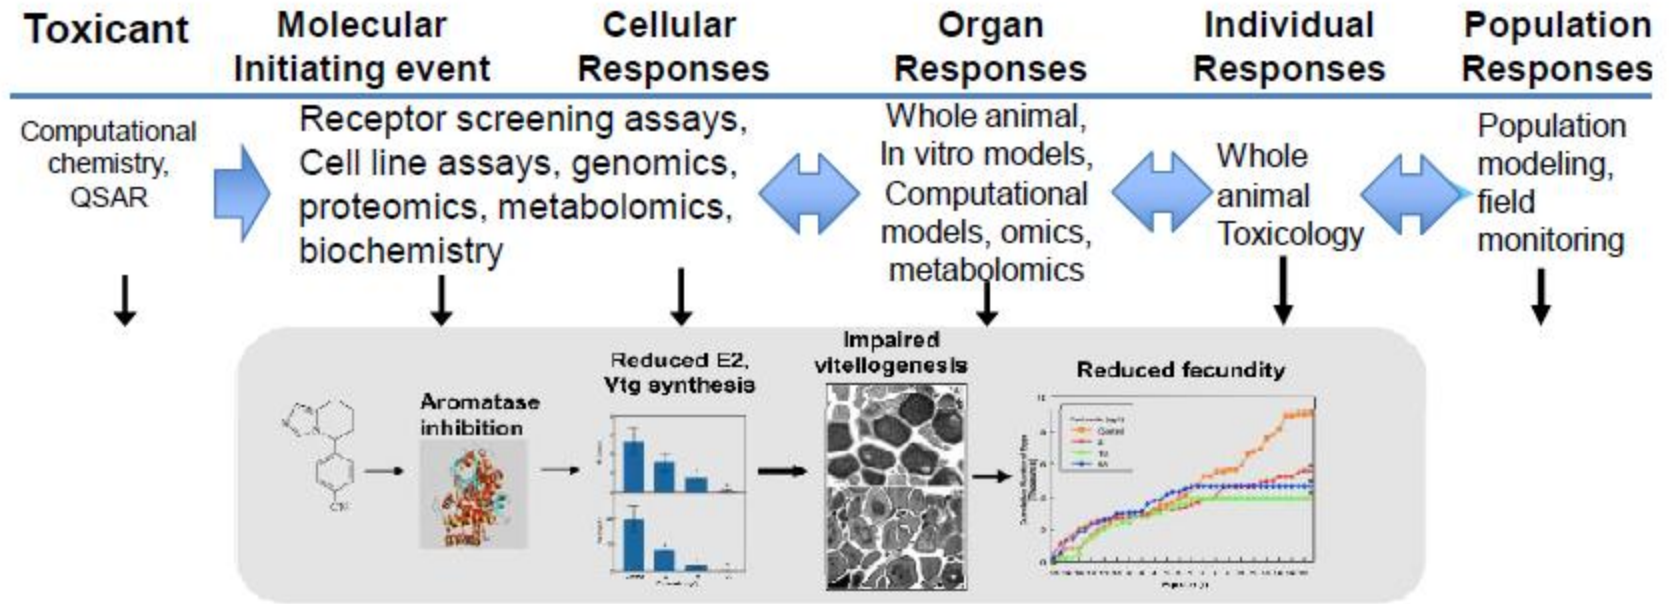 Toxicant
Molecular
Initiating event
Cellular
Responses
Organ
Responses
Individual
Responses
Population
Responses
Computational
chemistry,
QSAR
Receptor screening assays,
Cell line assays, genomics,
proteomics, metabolomics,
biochemistry
Whole animal,
In vitro models,
Computational
models, omics,
metabolomics
Whole
animal
Toxicology
Population
modeling,
field
monitoring
Aromatase
inhibition
Reduced E2,
Vtg synthesis
Impaired
vitellogenesis
Reduced fecundity
Control